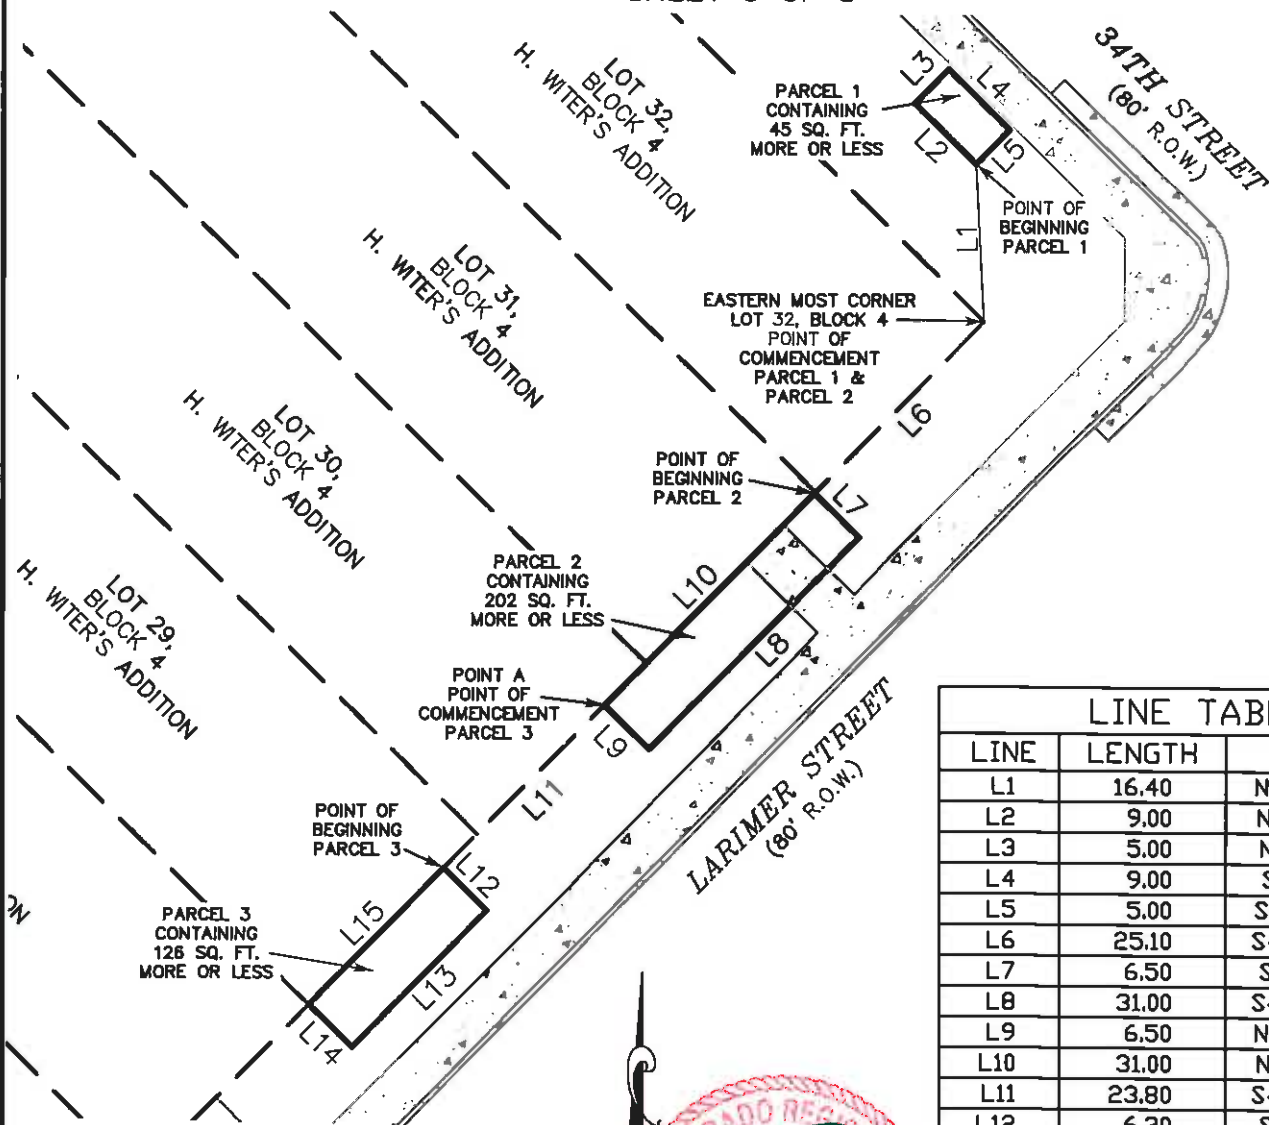 34TH STREET
(80' R.O.W.)
L3
L4
PARCEL 1
CONTAINING
45 SQ. FT.
MORE OR LESS
L2
L5
LOT 32,
BLOCK 4
H. WITER'S ADDITION
POINT OF
BEGINNING
PARCEL 1
L1
LOT 31,
BLOCK 4
H. WITER'S ADDITION
EASTERN MOST CORNER
LOT 32, BLOCK 4
POINT OF
COMMENCEMENT
PARCEL 1 &
PARCEL 2
L6
LOT 30,
BLOCK 4
H. WITER'S ADDITION
POINT OF
BEGINNING
PARCEL 2
L7
PARCEL 2
CONTAINING
202 SQ. FT.
MORE OR LESS
L10
L8
LOT 29,
BLOCK 4
H. WITER'S ADDITION
POINT A
POINT OF
COMMENCEMENT
PARCEL 3
L9
LARIMER STREET
(80' R.O.W.)
L11
POINT OF
BEGINNING
PARCEL 3
L12
PARCEL 3
CONTAINING
126 SQ. FT.
MORE OR LESS
L15
L13
L14
LINE TAB
LINE LENGTH
L1 16.40 N
L2 9.00 N
L3 5.00 N
L4 9.00 S
L5 5.00 S
L6 25.10 S
L7 6.50 S
L8 31.00 S
L9 6.50 N
L10 31.00 N
L11 23.80 S
L12 6.30 S